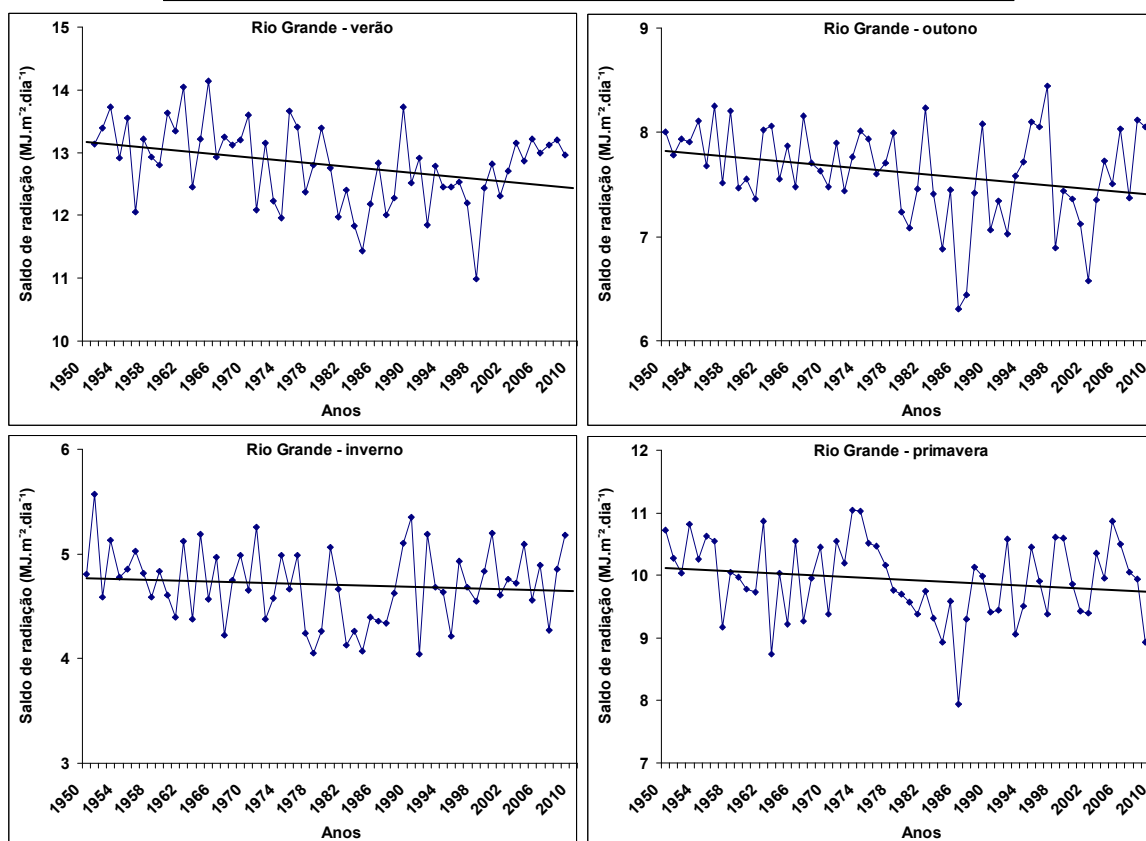 Rio Grande - verão
Saldo de radiação (MJ.m⁻².dia⁻¹)
15
14
13
12
11
10
1950 1954 1958 1962 1966 1970 1974 1978 1982 1986 1990 1994 1998 2002 2006 2010
Anos
Rio Grande - outono
Saldo de radiação (MJ.m⁻².dia⁻¹)
9
8
7
6
1950 1954 1958 1962 1966 1970 1974 1978 1982 1986 1990 1994 1998 2002 2006 2010
Anos
Rio Grande - inverno
Saldo de radiação (MJ.m⁻².dia⁻¹)
6
5
4
3
1950 1954 1958 1962 1966 1970 1974 1978 1982 1986 1990 1994 1998 2002 2006 2010
Anos
Rio Grande - primavera
Saldo de radiação (MJ.m⁻².dia⁻¹)
12
11
10
9
8
7
1950 1954 1958 1962 1966 1970 1974 1978 1982 1986 1990 1994 1998 2002 2006 2010
Anos